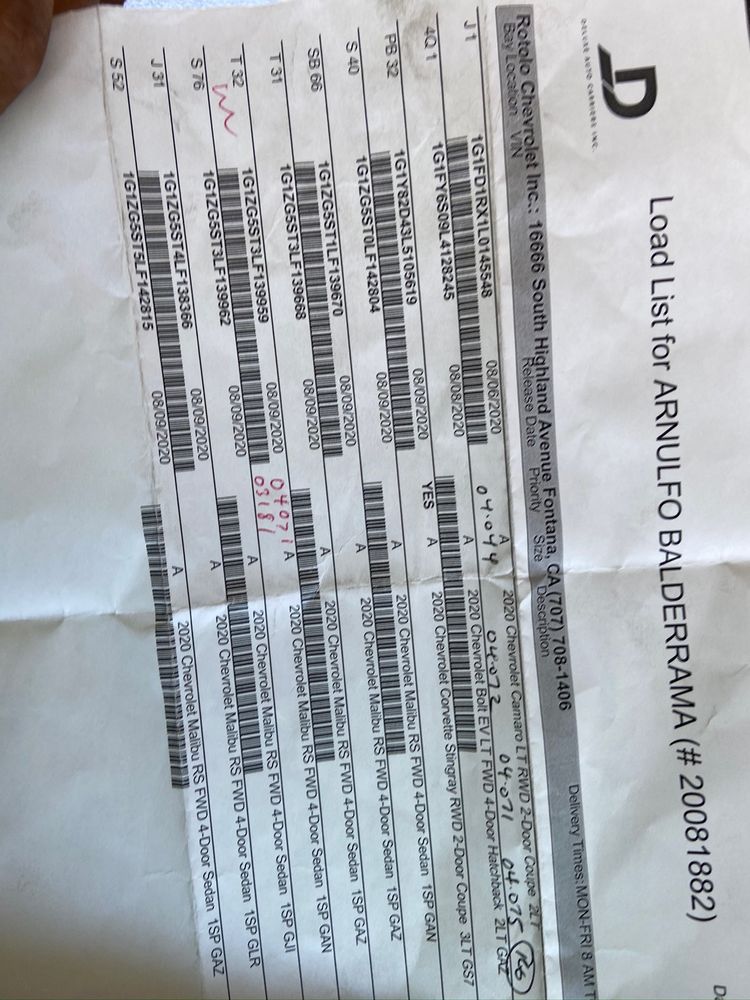 D
DELUXE AUTO CARRIERS INC.
Load List for ARNULFO BALDERRAMA (# 20081882)
Rotolo Chevrolet Inc.: 16666 South Highland Avenue Fontana, CA (707) 708-1406 Delivery Times: MON-FRI 8 AM
Bay Location VIN Release Date Priority Size Description
J 1 1G1FD1RX1L0145548 08/06/2020 A 2020 Chevrolet Camaro LT RWD 2-Door Coupe 2LT
04.044 04.072 04.071 04.075
4Q 1 1G1FY6S09L4128245 08/08/2020 A 2020 Chevrolet Bolt EV LT FWD 4-Door Hatchback 2LT GAZ
PB 32 1G1Y82D43L5105619 08/09/2020 YES A 2020 Chevrolet Corvette Stingray RWD 2-Door Coupe 3LT GS7
S 40 1G1ZG5ST0LF142804 08/09/2020 A 2020 Chevrolet Malibu RS FWD 4-Door Sedan 1SP GAN
SB 66 1G1ZG5ST1LF139670 08/09/2020 A 2020 Chevrolet Malibu RS FWD 4-Door Sedan 1SP GAZ
T 31 1G1ZG5ST3LF139668 08/09/2020 A 2020 Chevrolet Malibu RS FWD 4-Door Sedan 1SP GAZ
T 32 1G1ZG5ST3LF139959 08/09/2020 A 2020 Chevrolet Malibu RS FWD 4-Door Sedan 1SP GAN
04071
03181
S 76 1G1ZG5ST3LF139962 08/09/2020 A 2020 Chevrolet Malibu RS FWD 4-Door Sedan 1SP GJI
J 31 1G1ZG5ST4LF138366 08/09/2020 A 2020 Chevrolet Malibu RS FWD 4-Door Sedan 1SP GLR
S 52 1G1ZG5ST5LF142815 08/09/2020 A 2020 Chevrolet Malibu RS FWD 4-Door Sedan 1SP GAZ